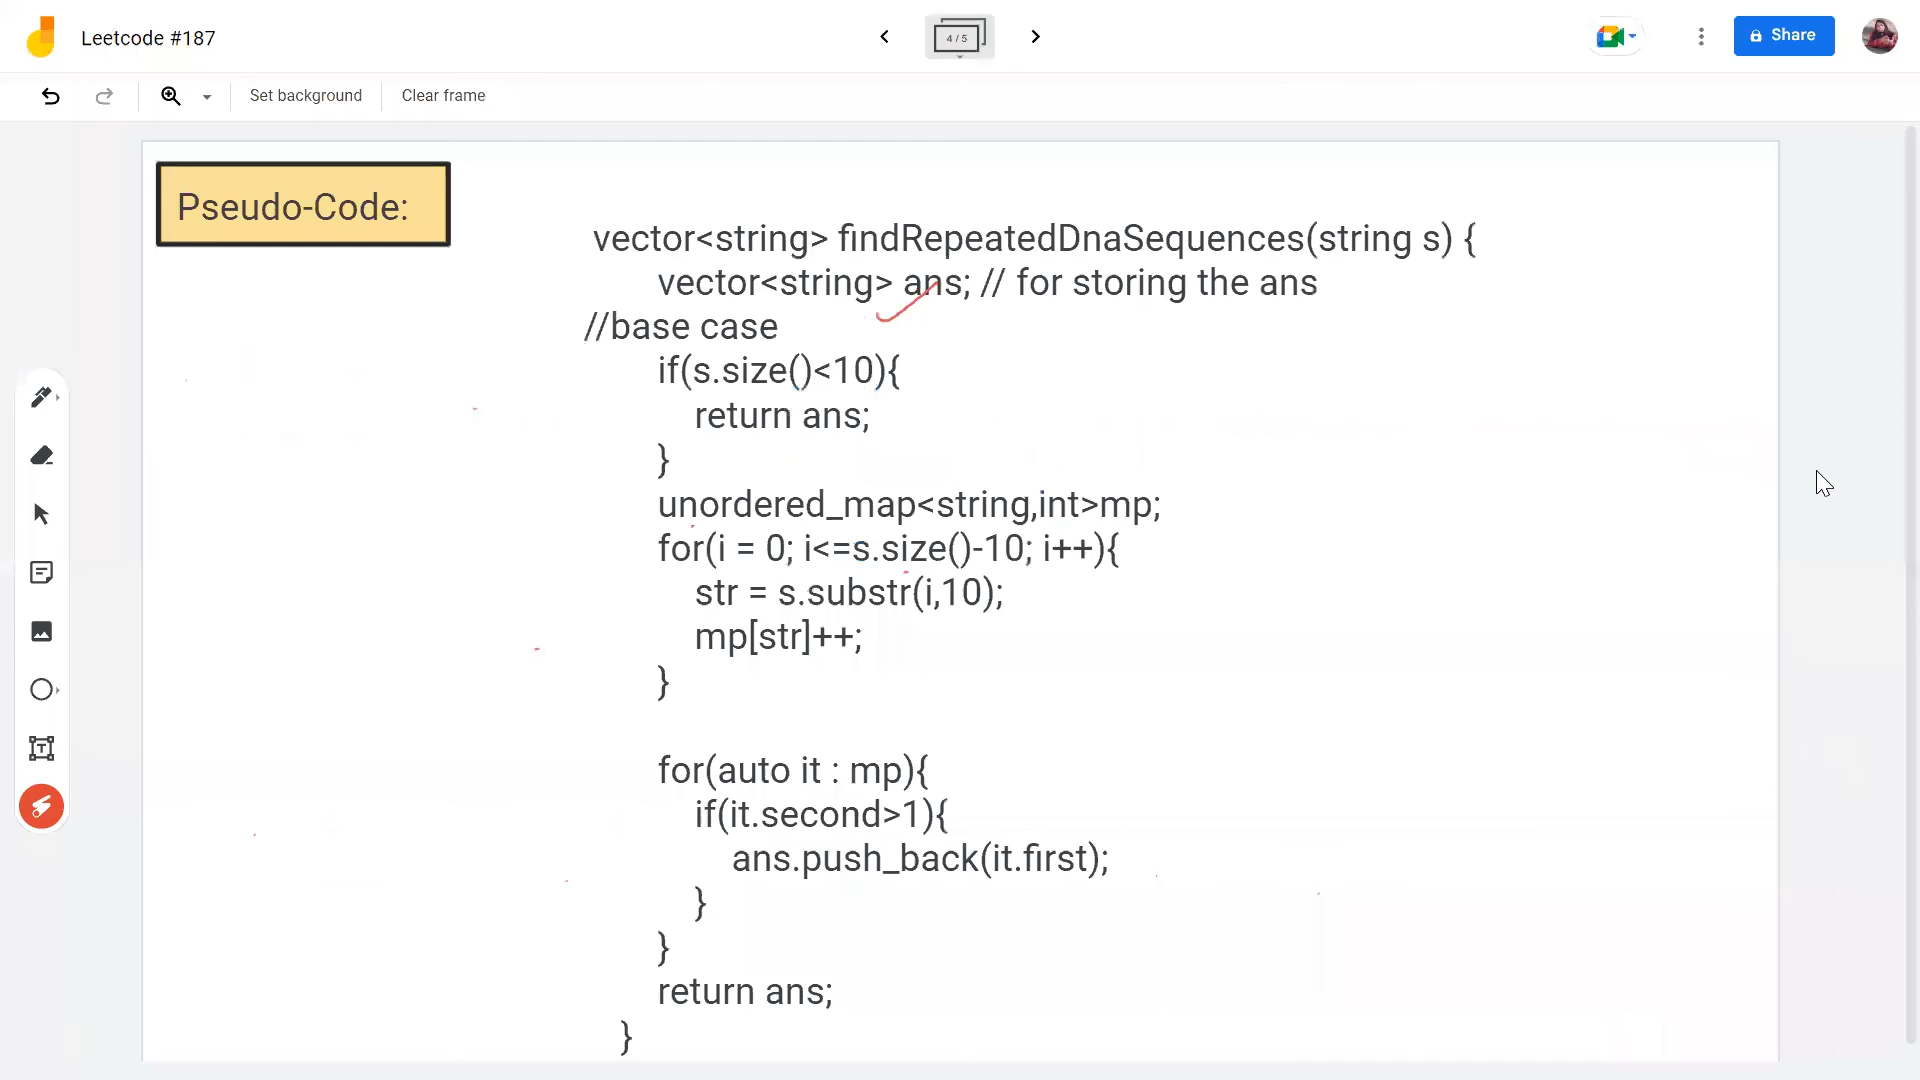 Leetcode #187
4 / 5
Share
Set background
Clear frame
Pseudo-Code:
vector<string> findRepeatedDnaSequences(string s) {
vector<string> ans; // for storing the ans
//base case
if(s.size()<10){
return ans;
}
unordered_map<string,int>mp;
for(i = 0; i<=s.size()-10; i++){
str = s.substr(i,10);
mp[str]++;
}
for(auto it : mp){
if(it.second>1){
ans.push_back(it.first);
}
}
return ans;
}